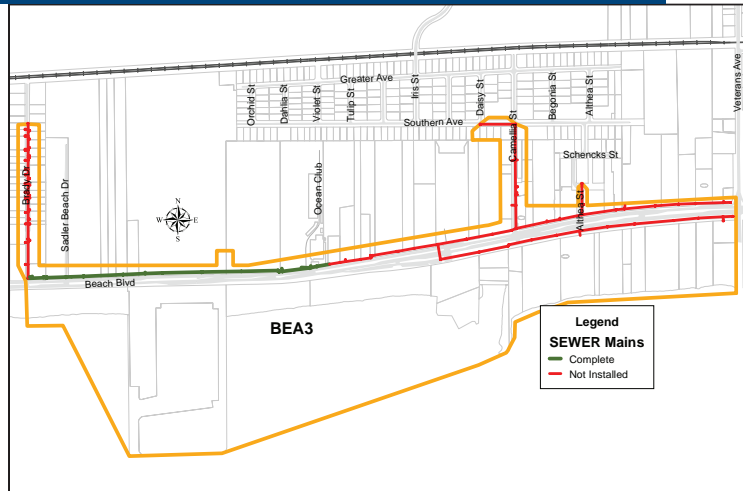 Greater Ave
Orchid St
Dahlia St
Violet St
Tulip St
Iris St
Daisy St
Camellia St
Begonia St
Althea St
Veterans Ave
Southern Ave
Schencks St
Brady Dr
Sadler Beach Dr
N
W
E
S
Ocean Club
Althea St
Beach Blvd
BEA3
Legend
SEWER Mains
Complete
Not Installed